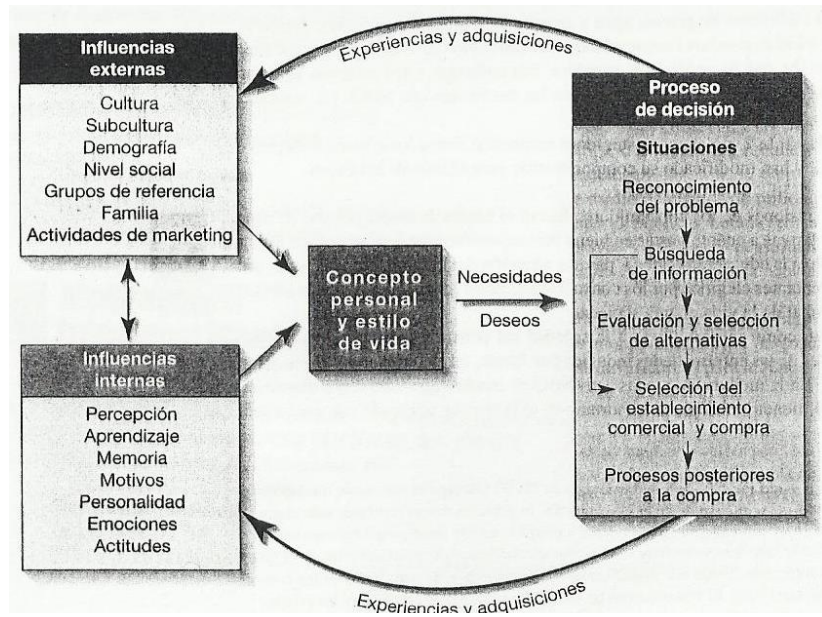 Influencias
externas
Cultura
Subcultura
Demografía
Nivel social
Grupos de referencia
Familia
Actividades de marketing
Influencias
internas
Percepción
Aprendizaje
Memoria
Motivos
Personalidad
Emociones
Actitudes
Experiencias y adquisiciones
Concepto
personal
y estilo
de vida
Necesidades
Deseos
Proceso
de decisión
Situaciones
Reconocimiento
del problema
Búsqueda
de información
Evaluación y selección
de alternativas
Selección del
establecimiento
comercial y compra
Procesos posteriores
a la compra
Experiencias y adquisiciones